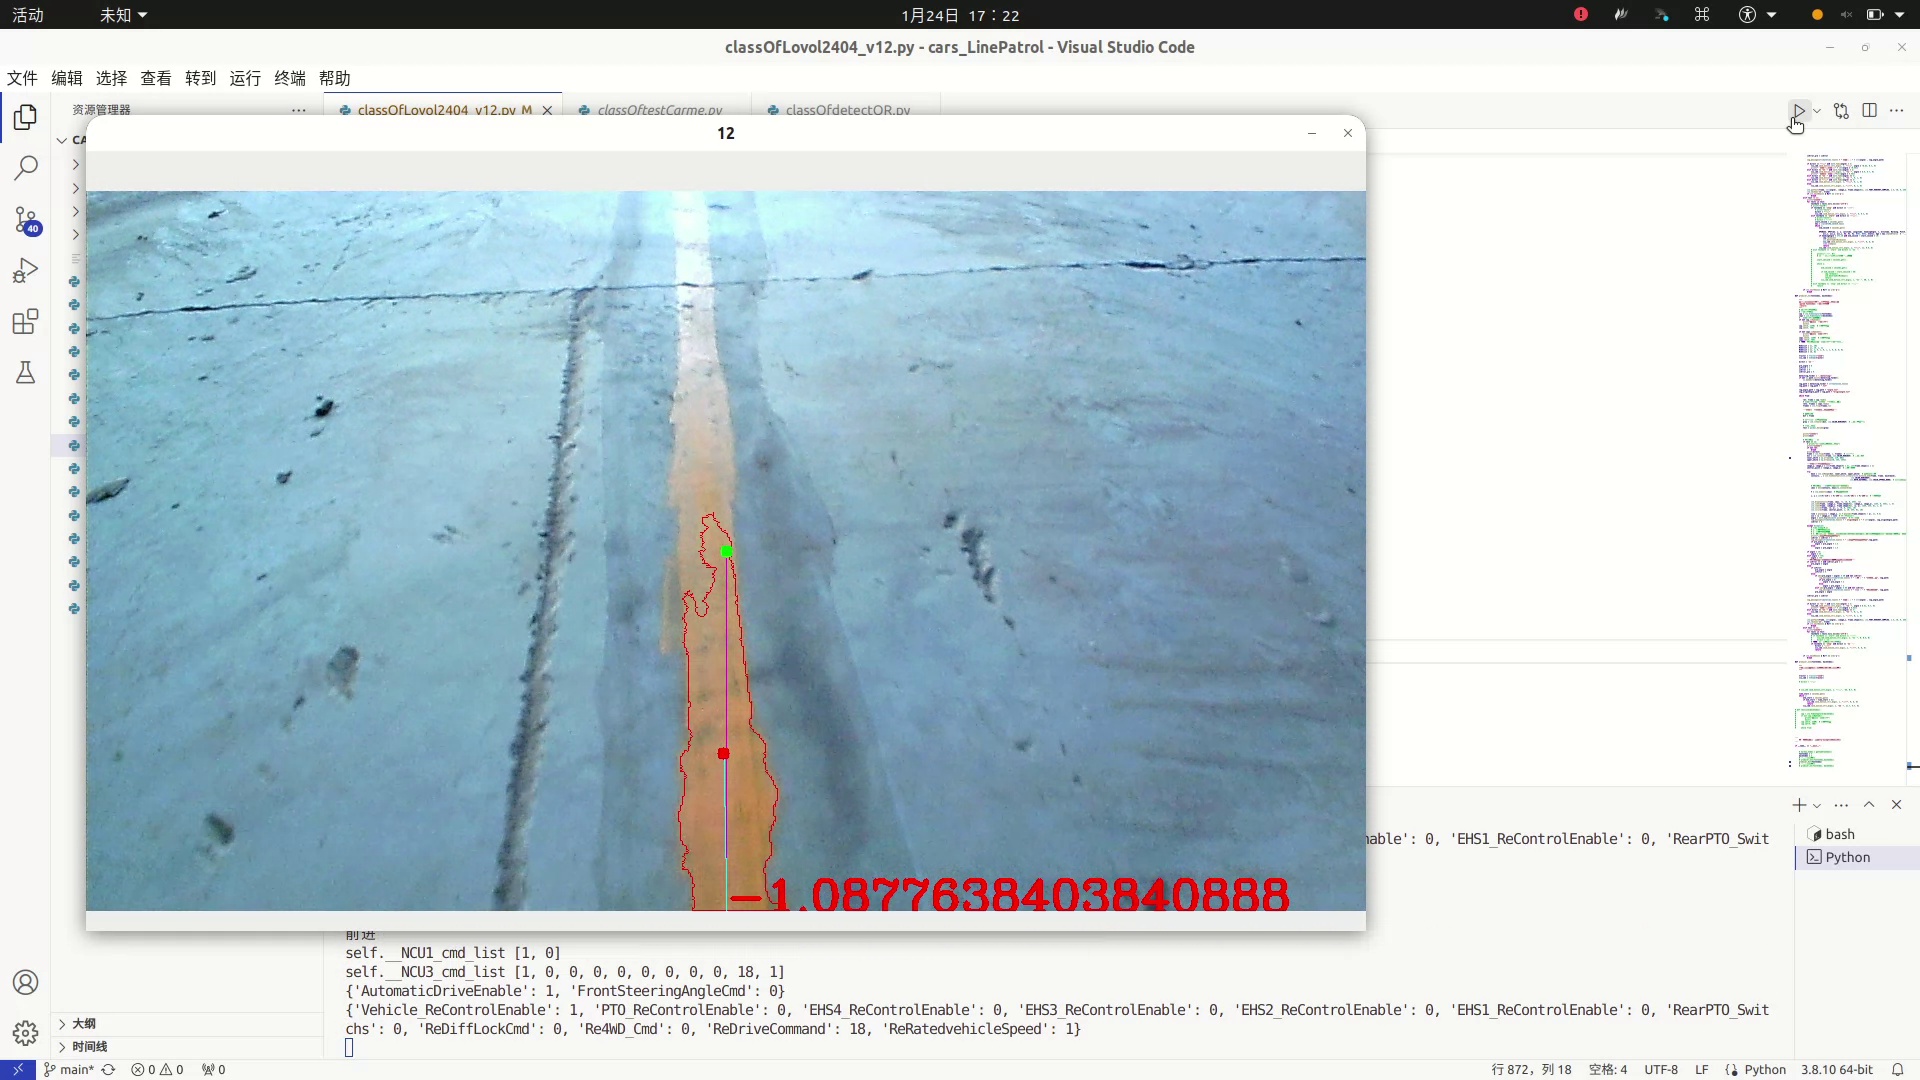 活动
未知
1月24日 17：22
classOfLovol2404_v12.py - cars_LinePatrol - Visual Studio Code
文件 编辑 选择 查看 转到 运行 终端 帮助
资源管理器
classOfLovol2404_v12.py M
classOftestCarme.py
classOfdetectQR.py
CA
12
40
-1.0877638403840888
nable': 0, 'EHS1_ReControlEnable': 0, 'RearPTO_Swit
前进
self.__NCU1_cmd_list [1, 0]
self.__NCU3_cmd_list [1, 0, 0, 0, 0, 0, 0, 0, 0, 18, 1]
{'AutomaticDriveEnable': 1, 'FrontSteeringAngleCmd': 0}
{'Vehicle_ReControlEnable': 1, 'PTO_ReControlEnable': 0, 'EHS4_ReControlEnable': 0, 'EHS3_ReControlEnable': 0, 'EHS2_ReControlEnable': 0, 'EHS1_ReControlEnable': 0, 'RearPTO_Swit
chs': 0, 'ReDiffLockCmd': 0, 'Re4WD_Cmd': 0, 'ReDriveCommand': 18, 'ReRatedvehicleSpeed': 1}
bash
Python
大纲
时间线
main* 0 0 0
行 872，列 18 空格: 4 UTF-8 LF Python 3.8.10 64-bit